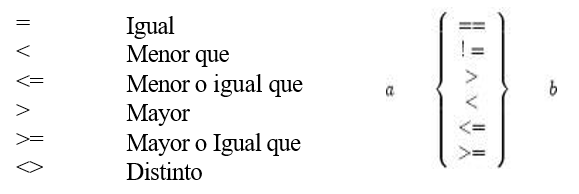 = Igual
< Menor que
<= Menor o igual que
> Mayor
>= Mayor o Igual que
<> Distinto
a { == != > < <= >= } b